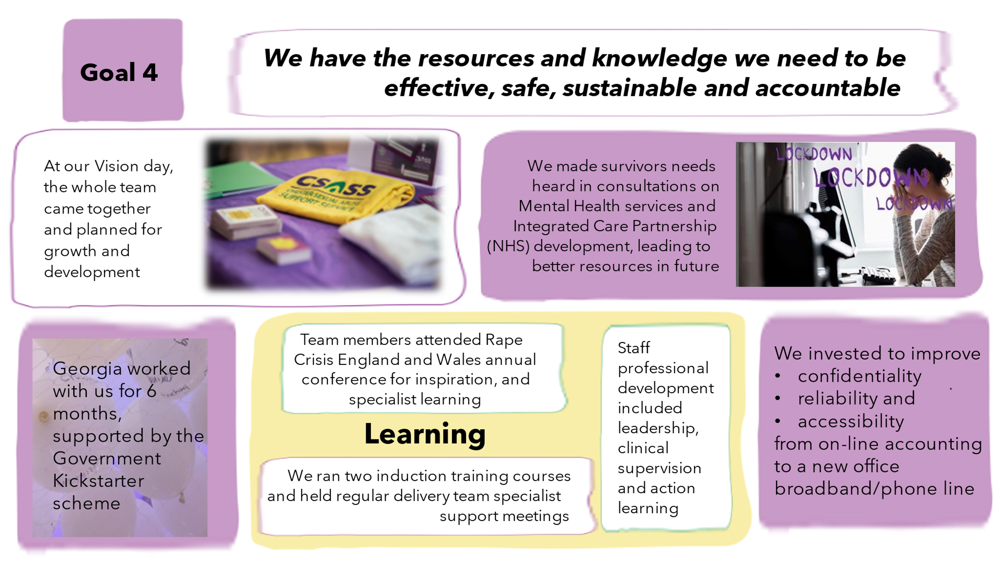 Goal 4
We have the resources and knowledge we need to be
effective, safe, sustainable and accountable
At our Vision day,
the whole team
came together
and planned for
growth and
development
CSASS
CHESTER SEXUAL ABUSE
SUPPORT SERVICE
We made survivors needs
heard in consultations on
Mental Health services and
Integrated Care Partnership
(NHS) development, leading to
better resources in future
LOCKDOWN
LOCKDOWN
LOCKDOWN
Georgia worked
with us for 6
months,
supported by the
Government
Kickstarter
scheme
Team members attended Rape
Crisis England and Wales annual
conference for inspiration, and
specialist learning
Learning
We ran two induction training courses
and held regular delivery team specialist
support meetings
Staff
professional
development
included
leadership,
clinical
supervision
and action
learning
We invested to improve
• confidentiality
• reliability and
• accessibility
from on-line accounting
to a new office
broadband/phone line